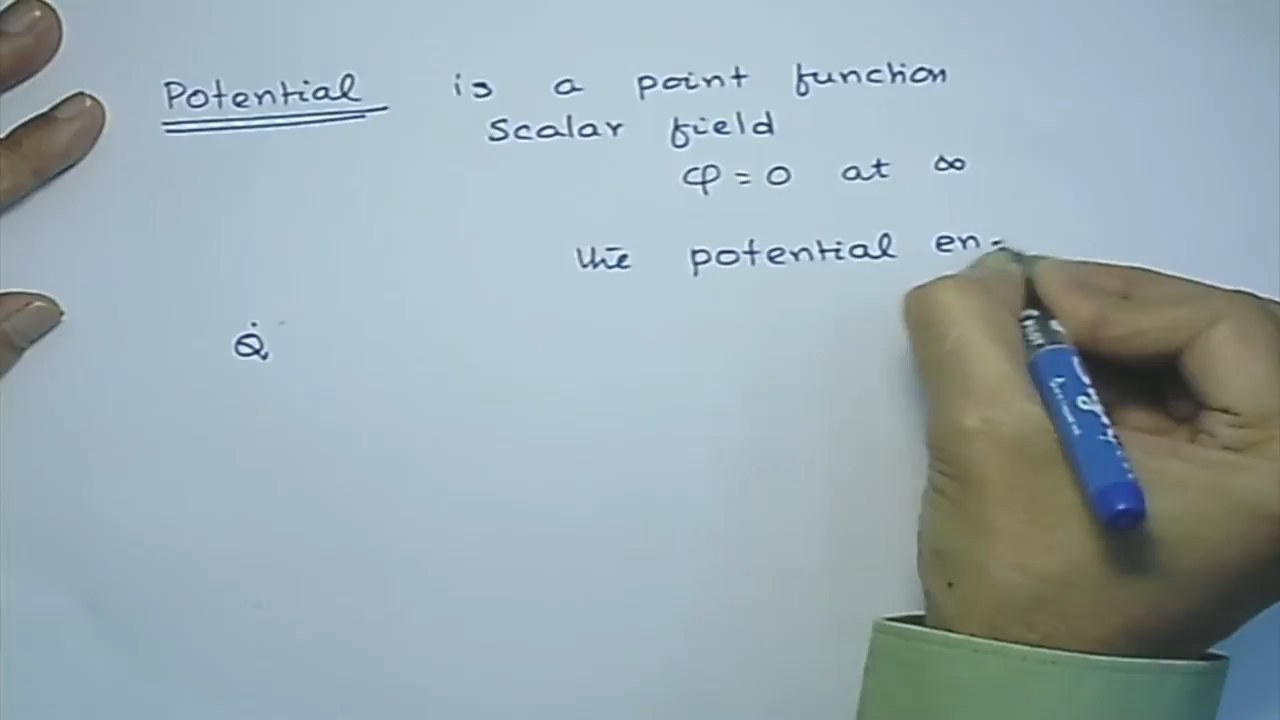 Potential is a point function
scalar field
φ = 0 at ∞
the potential en
Q